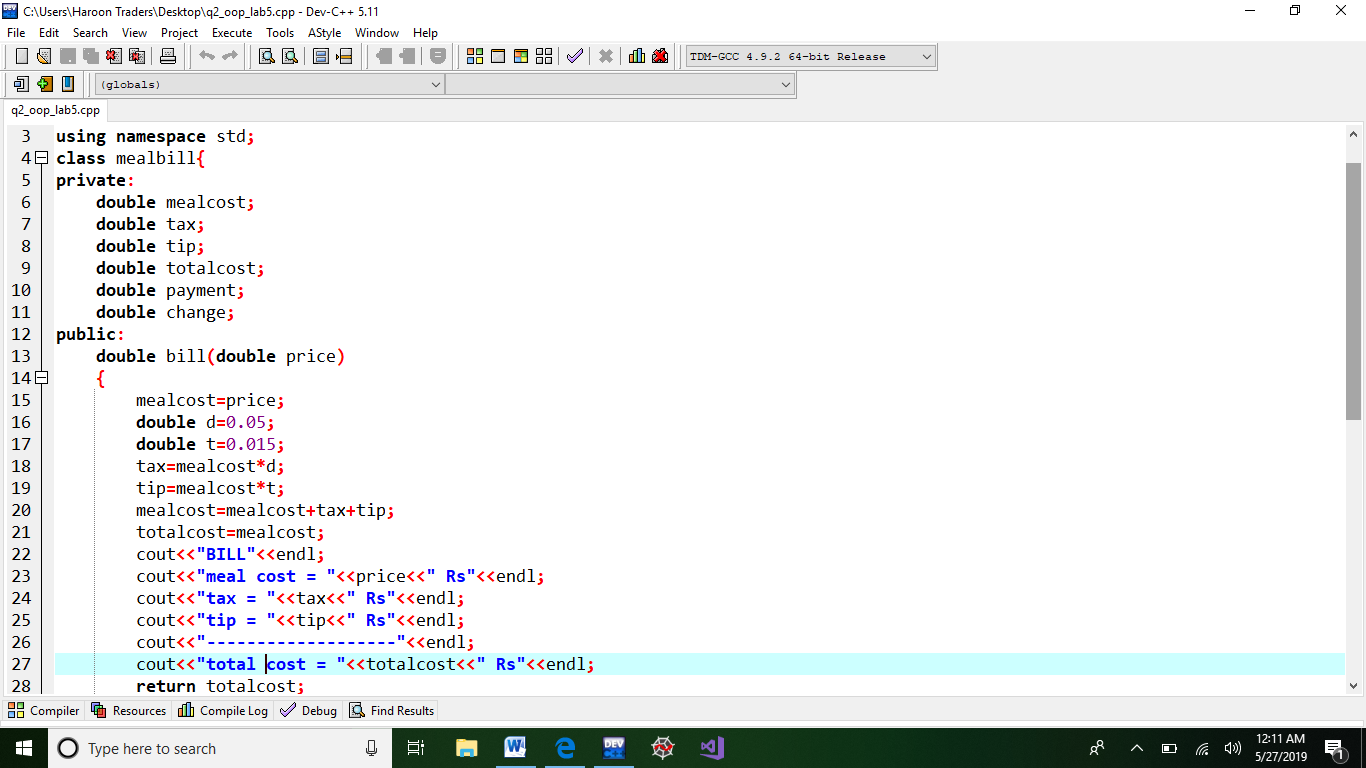 C:\Users\Haroon Traders\Desktop\q2_oop_lab5.cpp - Dev-C++ 5.11
File Edit Search View Project Execute Tools AStyle Window Help
TDM-GCC 4.9.2 64-bit Release
(globals)
q2_oop_lab5.cpp
3 using namespace std;
4 class mealbill{
5 private:
6 double mealcost;
7 double tax;
8 double tip;
9 double totalcost;
10 double payment;
11 double change;
12 public:
13 double bill(double price)
14 {
15 mealcost=price;
16 double d=0.05;
17 double t=0.015;
18 tax=mealcost*d;
19 tip=mealcost*t;
20 mealcost=mealcost+tax+tip;
21 totalcost=mealcost;
22 cout<<"BILL"<<endl;
23 cout<<"meal cost = "<<price<<" Rs"<<endl;
24 cout<<"tax = "<<tax<<" Rs"<<endl;
25 cout<<"tip = "<<tip<<" Rs"<<endl;
26 cout<<"-------------------"<<endl;
27 cout<<"total cost = "<<totalcost<<" Rs"<<endl;
28 return totalcost;
Compiler Resources Compile Log Debug Find Results
Type here to search
DEV
12:11 AM
5/27/2019
1